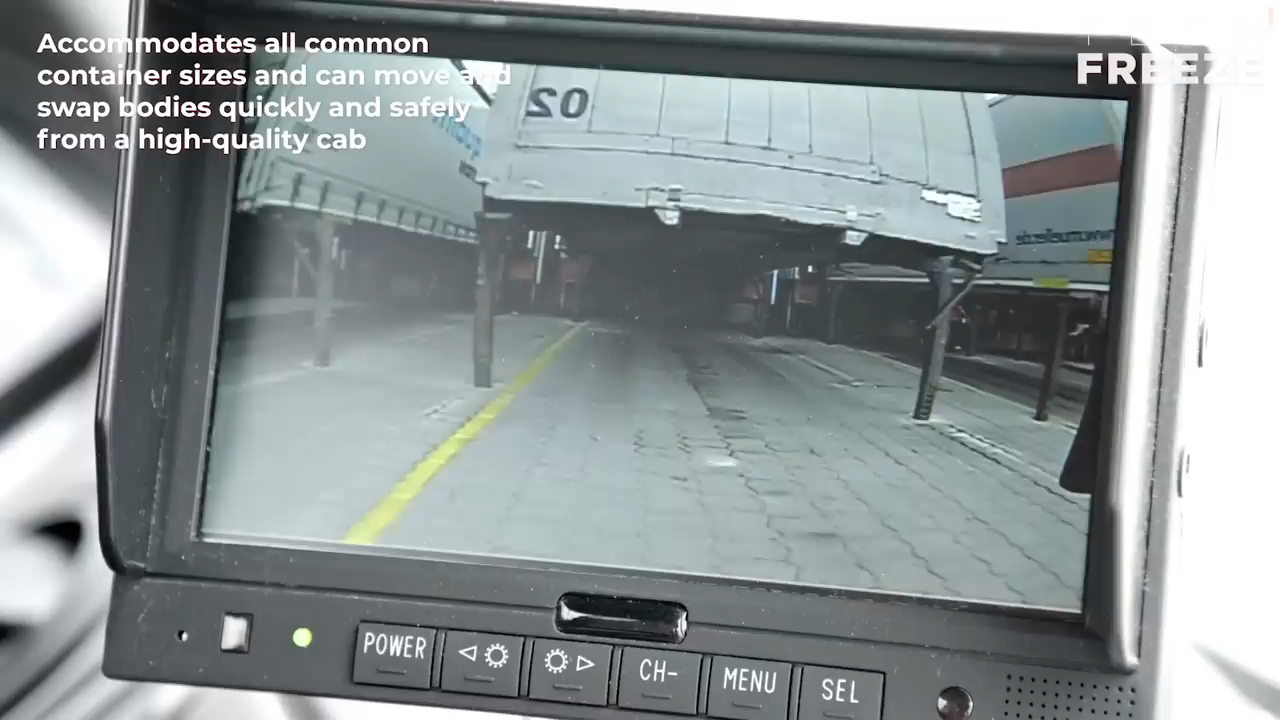 Accommodates all common
container sizes and can move and
swap bodies quickly and safely
from a high-quality cab
FREEZE
02
POWER
CH-
MENU
SEL